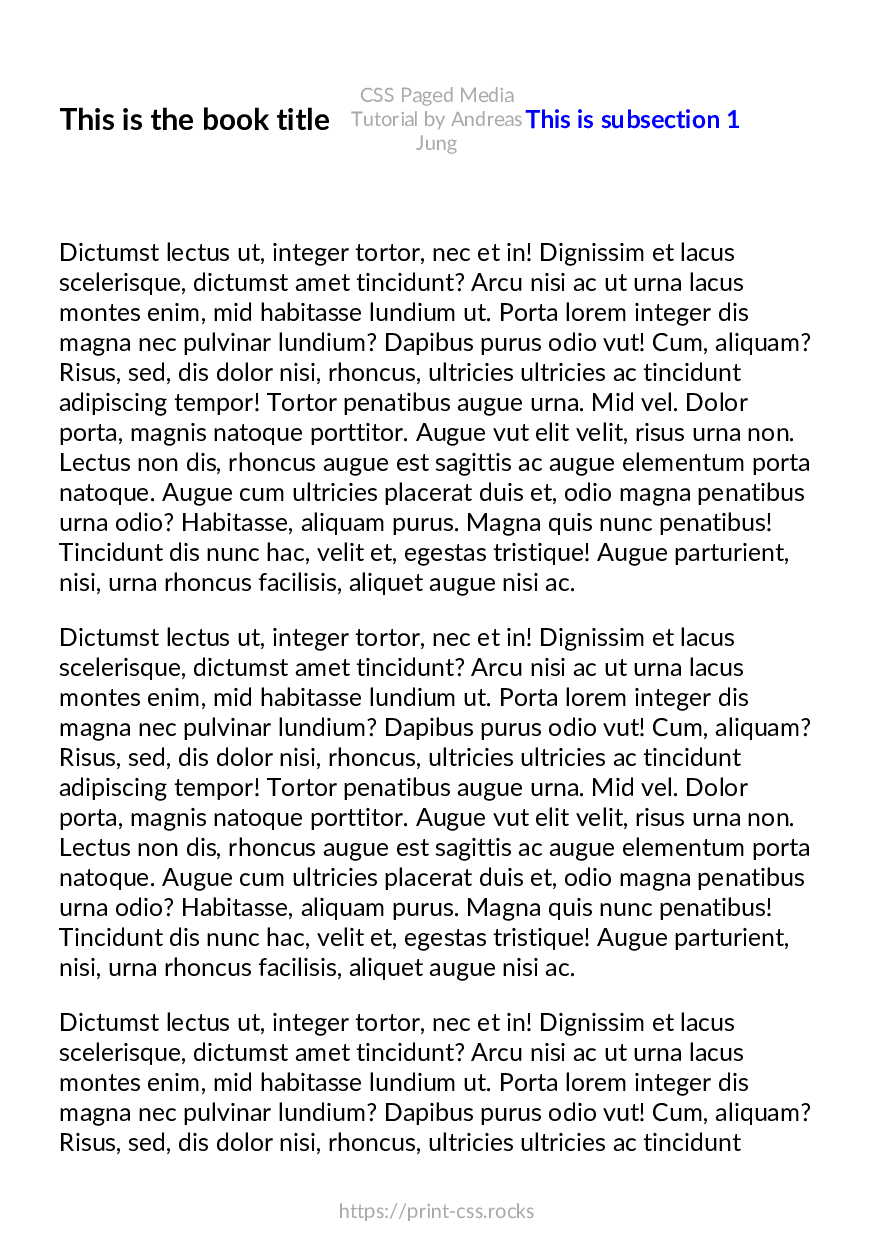 This is the book title
CSS Paged Media
Tutorial by Andreas
Jung
This is subsection 1
Dictumst lectus ut, integer tortor, nec et in! Dignissim et lacus
scelerisque, dictumst amet tincidunt? Arcu nisi ac ut urna lacus
montes enim, mid habitasse lundium ut. Porta lorem integer dis
magna nec pulvinar lundium? Dapibus purus odio vut! Cum, aliquam?
Risus, sed, dis dolor nisi, rhoncus, ultricies ultricies ac tincidunt
adipiscing tempor! Tortor penatibus augue urna. Mid vel. Dolor
porta, magnis natoque porttitor. Augue vut elit velit, risus urna non.
Lectus non dis, rhoncus augue est sagittis ac augue elementum porta
natoque. Augue cum ultricies placerat duis et, odio magna penatibus
urna odio? Habitasse, aliquam purus. Magna quis nunc penatibus!
Tincidunt dis nunc hac, velit et, egestas tristique! Augue parturient,
nisi, urna rhoncus facilisis, aliquet augue nisi ac.
Dictumst lectus ut, integer tortor, nec et in! Dignissim et lacus
scelerisque, dictumst amet tincidunt? Arcu nisi ac ut urna lacus
montes enim, mid habitasse lundium ut. Porta lorem integer dis
magna nec pulvinar lundium? Dapibus purus odio vut! Cum, aliquam?
Risus, sed, dis dolor nisi, rhoncus, ultricies ultricies ac tincidunt
adipiscing tempor! Tortor penatibus augue urna. Mid vel. Dolor
porta, magnis natoque porttitor. Augue vut elit velit, risus urna non.
Lectus non dis, rhoncus augue est sagittis ac augue elementum porta
natoque. Augue cum ultricies placerat duis et, odio magna penatibus
urna odio? Habitasse, aliquam purus. Magna quis nunc penatibus!
Tincidunt dis nunc hac, velit et, egestas tristique! Augue parturient,
nisi, urna rhoncus facilisis, aliquet augue nisi ac.
Dictumst lectus ut, integer tortor, nec et in! Dignissim et lacus
scelerisque, dictumst amet tincidunt? Arcu nisi ac ut urna lacus
montes enim, mid habitasse lundium ut. Porta lorem integer dis
magna nec pulvinar lundium? Dapibus purus odio vut! Cum, aliquam?
Risus, sed, dis dolor nisi, rhoncus, ultricies ultricies ac tincidunt
https://print-css.rocks